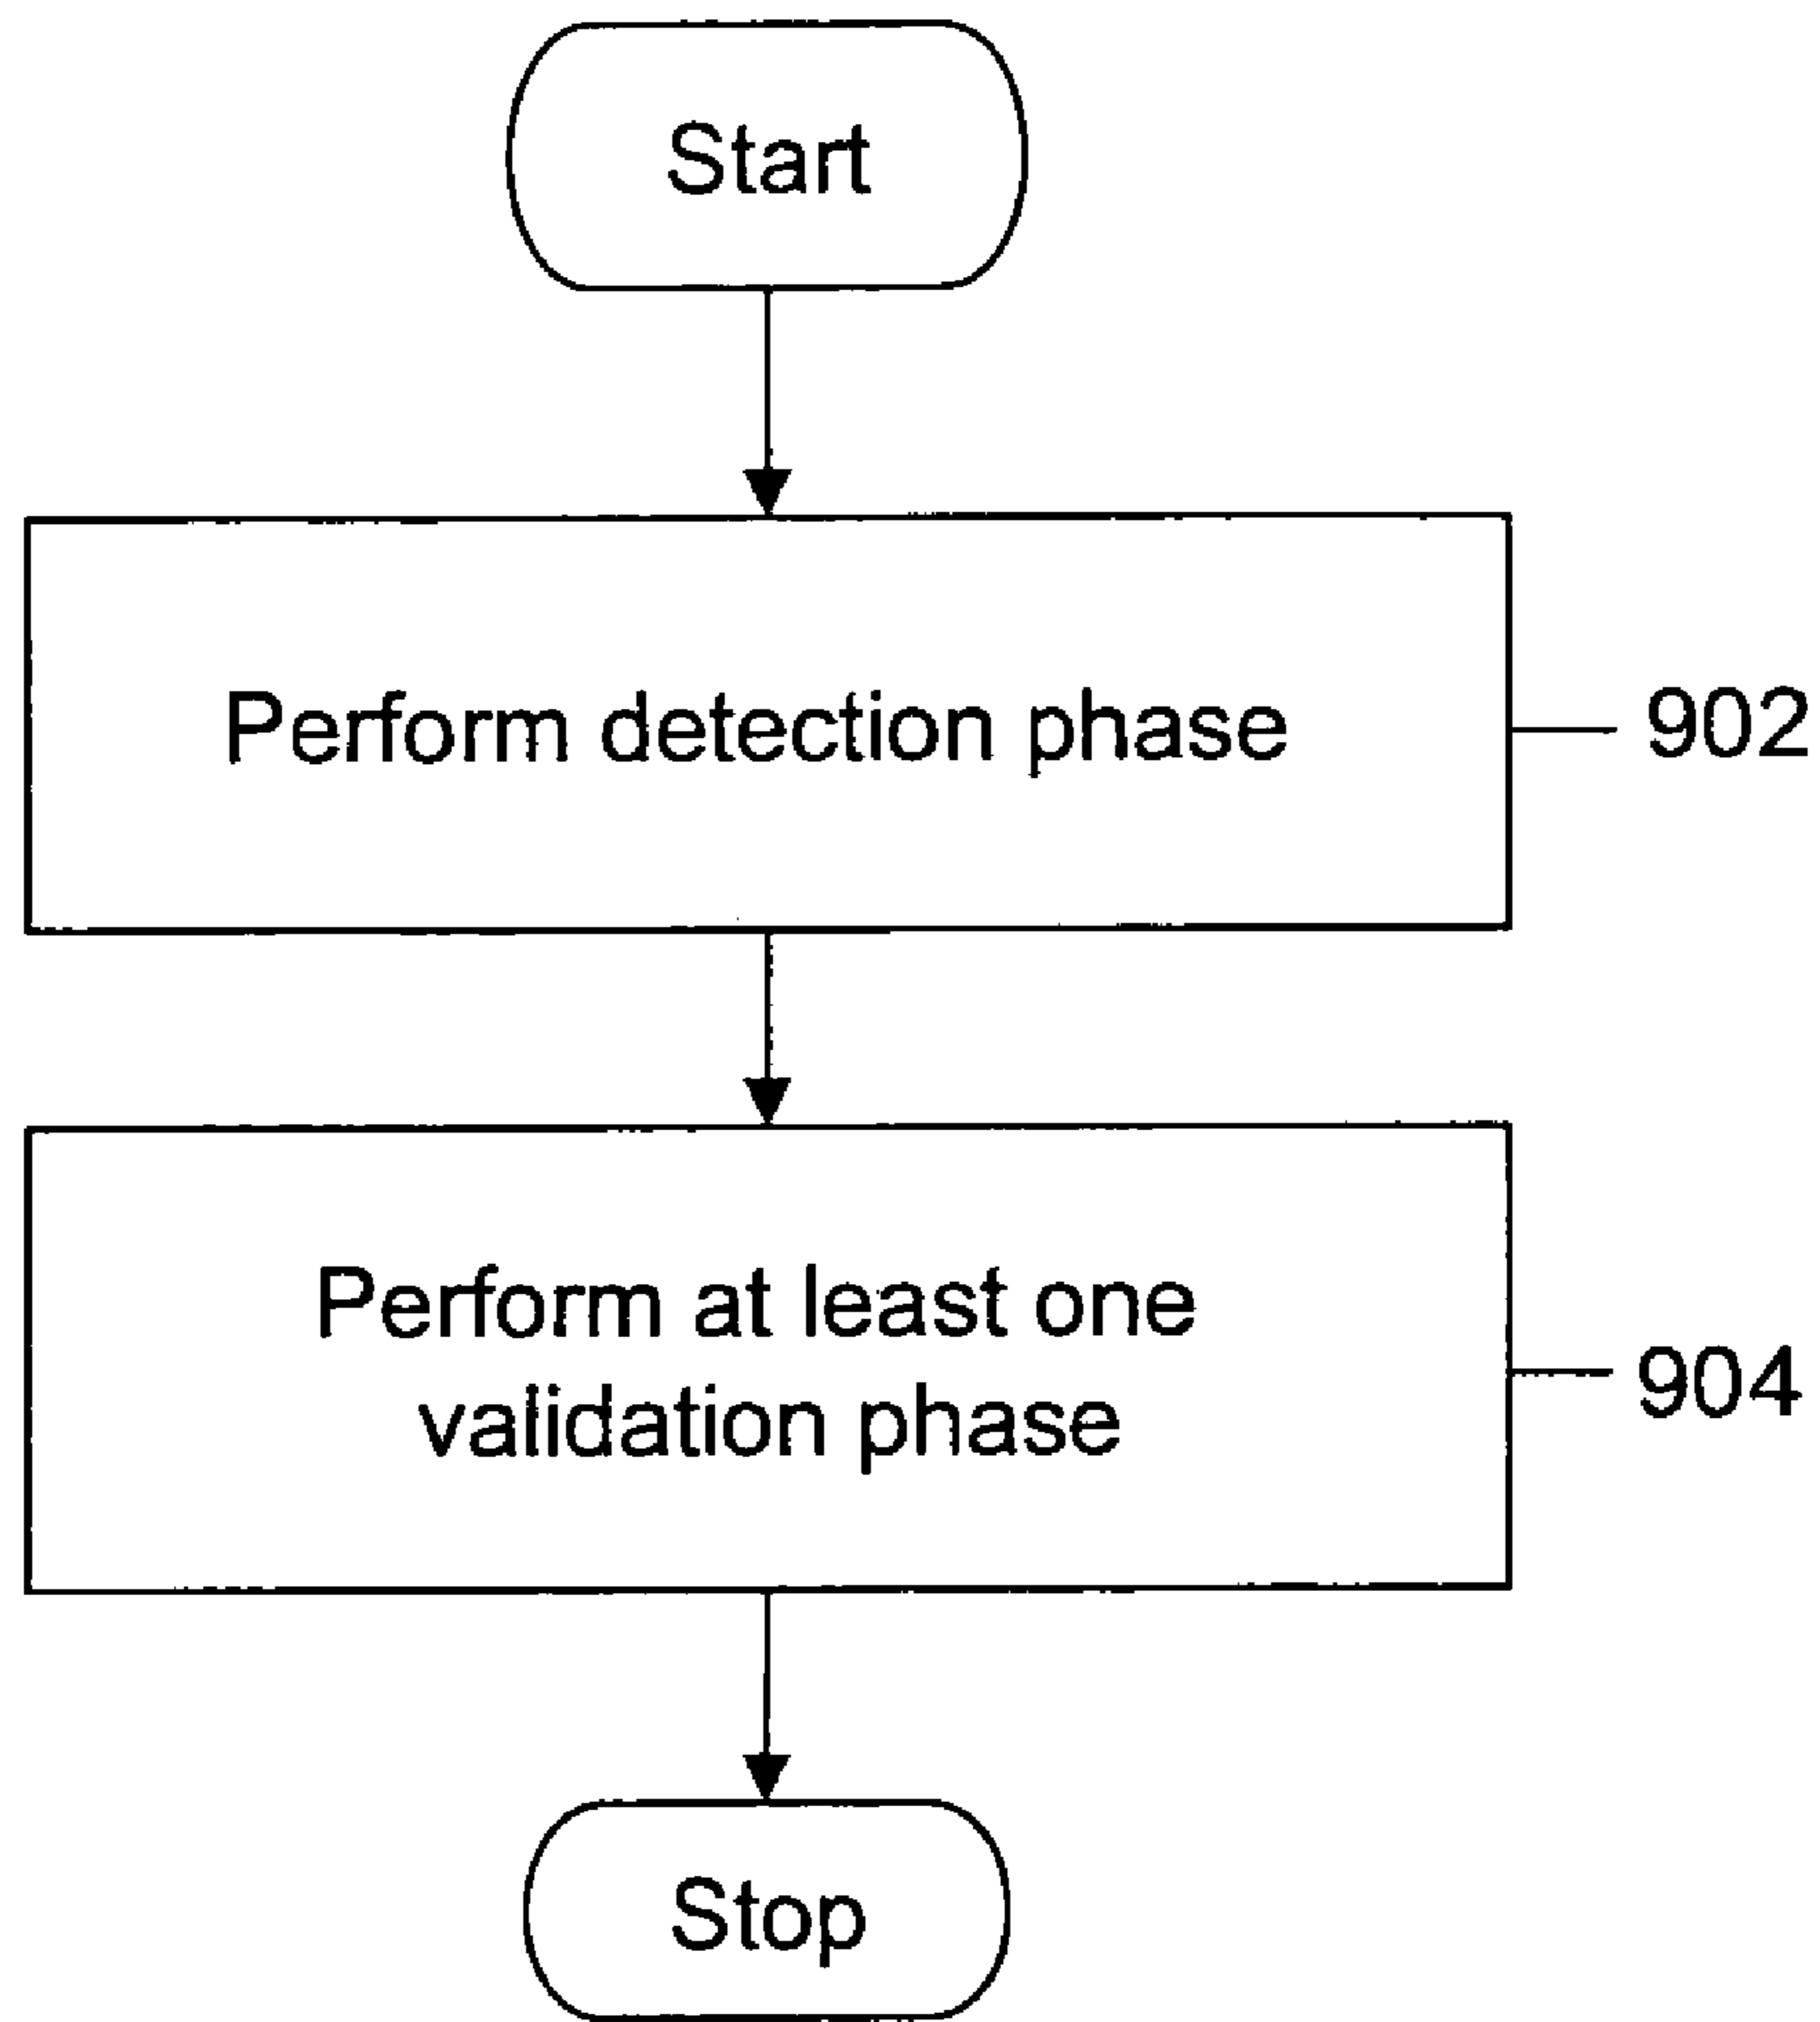 Start
Perform detection phase
902
Perform at least one
validation phase
904
Stop